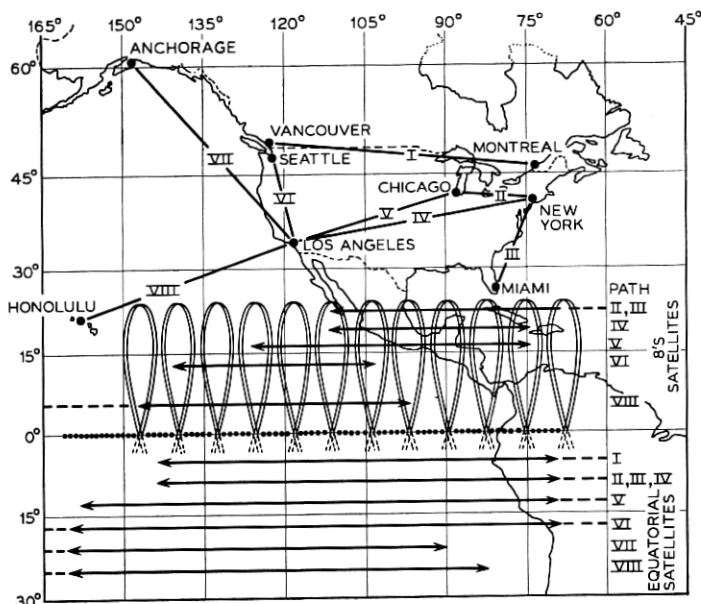 165° 150° 135° 120° 105° 90° 75° 60° 45°
ANCHORAGE
60°
VANCOUVER
SEATTLE
MONTREAL
I
VII
45°
CHICAGO
II
VI
V
IV
NEW YORK
LOS ANGELES
III
30°
VIII
MIAMI
HONOLULU
PATH
II, III
IV
V
15°
VI
VIII
8'S SATELLITES
0°
I
II, III, IV
V
15°
VI
VII
VIII
EQUATORIAL SATELLITES
30°